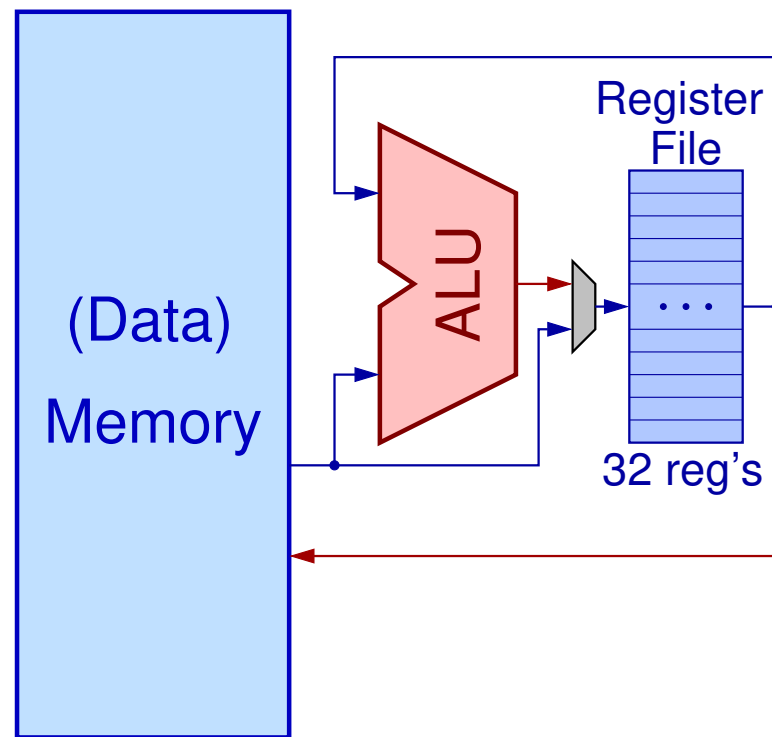 (Data)
Memory
ALU
Register
File
• • •
32 reg's